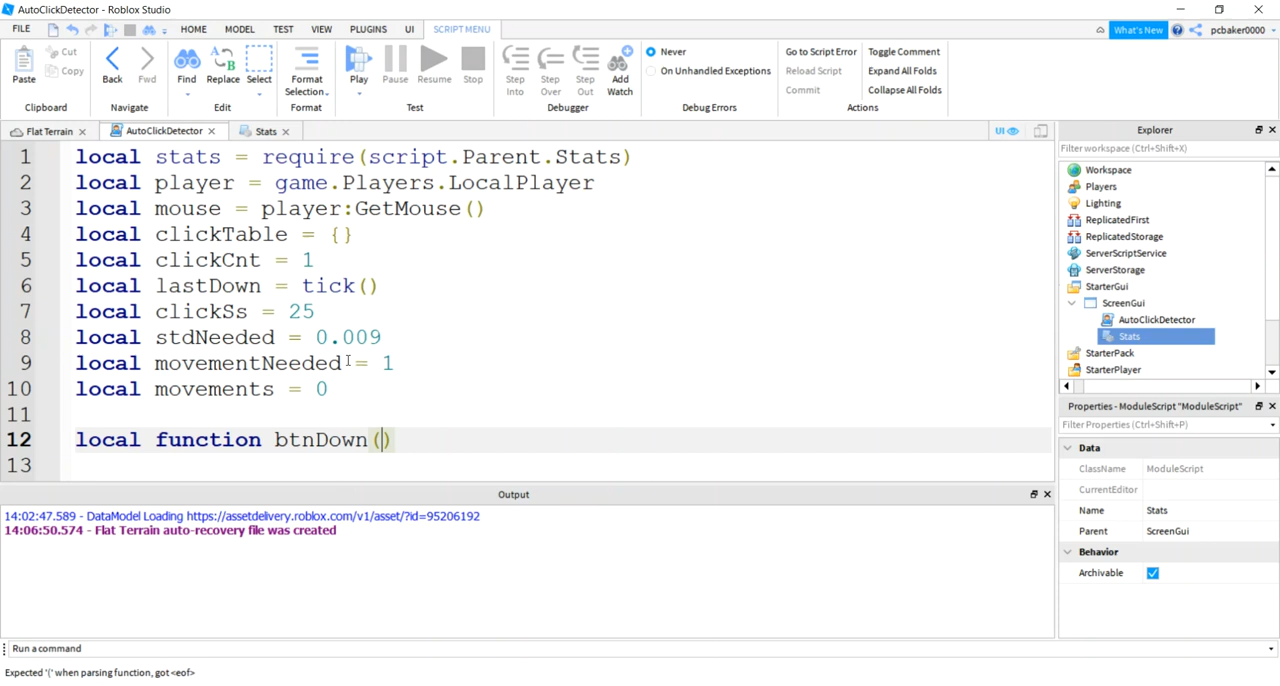 AutoClickDetector - Roblox Studio
FILE HOME MODEL TEST VIEW PLUGINS UI SCRIPT MENU What's New pcbaker0000
Paste Cut Copy Back Fwd Find Replace Select Format Selection Play Pause Resume Stop Step Into Step Over Step Out Add Watch Never On Unhandled Exceptions Go to Script Error Reload Script Commit Toggle Comment Expand All Folds Collapse All Folds
Clipboard Navigate Edit Format Test Debugger Debug Errors Actions
Flat Terrain AutoClickDetector Stats UI
1 local stats = require(script.Parent.Stats)
2 local player = game.Players.LocalPlayer
3 local mouse = player:GetMouse()
4 local clickTable = {}
5 local clickCnt = 1
6 local lastDown = tick()
7 local clickSs = 25
8 local stdNeeded = 0.009
9 local movementNeeded = 1
10 local movements = 0
11
12 local function btnDown()
13
Output
14:02:47.589 - DataModel Loading https://assetdelivery.roblox.com/v1/asset/?id=95206192
14:06:50.574 - Flat Terrain auto-recovery file was created
Run a command
Expected '(' when parsing function, got <eof>
Explorer
Filter workspace (Ctrl+Shift+X)
Workspace
Players
Lighting
ReplicatedFirst
ReplicatedStorage
ServerScriptService
ServerStorage
StarterGui
ScreenGui
AutoClickDetector
Stats
StarterPack
StarterPlayer
Properties - ModuleScript "ModuleScript"
Filter Properties (Ctrl+Shift+P)
Data
ClassName ModuleScript
CurrentEditor
Name Stats
Parent ScreenGui
Behavior
Archivable